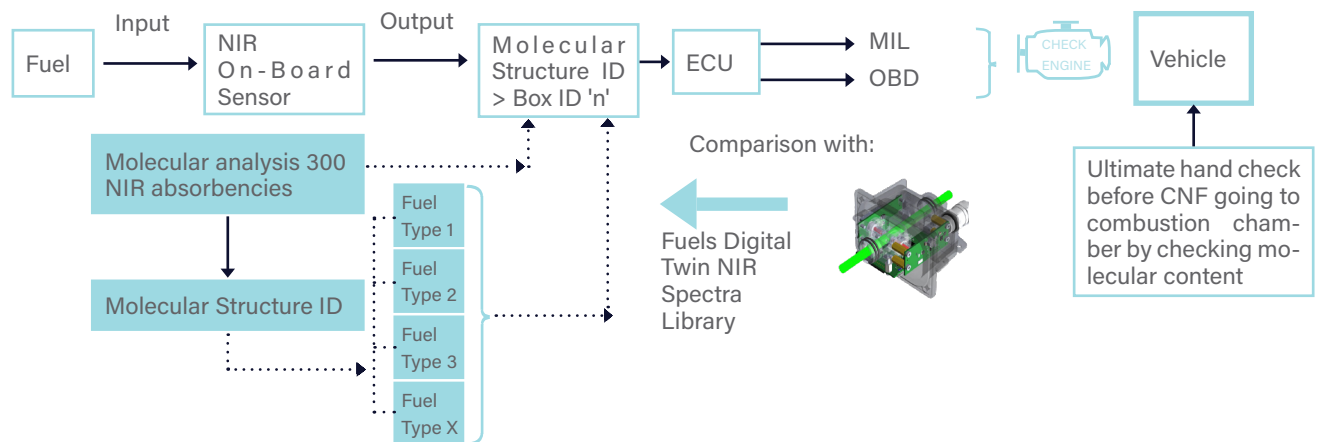 Input
Output
Fuel
NIR
On-Board
Sensor
Molecular
Structure ID
> Box ID 'n'
ECU
MIL
OBD
CHECK
ENGINE
Vehicle
Molecular analysis 300
NIR absorbencies
Molecular Structure ID
Fuel
Type 1
Fuel
Type 2
Fuel
Type 3
Fuel
Type X
Comparison with:
Fuels Digital
Twin NIR
Spectra
Library
Ultimate hand check
before CNF going to
combustion cham-
ber by checking mo-
lecular content